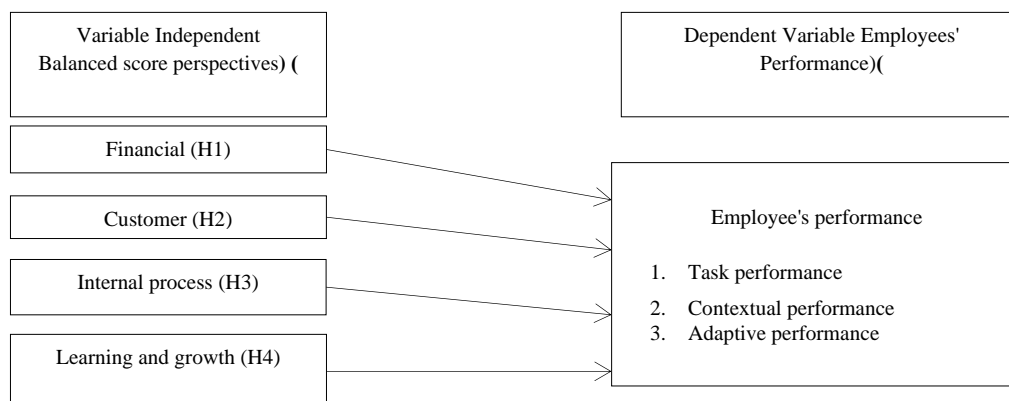 Variable Independent
Balanced score perspectives) (
Dependent Variable Employees'
Performance)(
Financial (H1)
Customer (H2)
Internal process (H3)
Learning and growth (H4)
Employee's performance
1. Task performance
2. Contextual performance
3. Adaptive performance